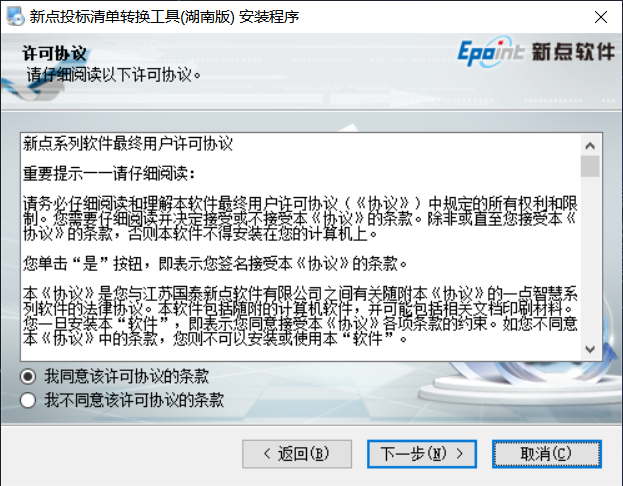 新点投标清单转换工具(湖南版) 安装程序
许可协议
请仔细阅读以下许可协议。
Epoint 新点软件
新点系列软件最终用户许可协议
重要提示——请仔细阅读:
请务必仔细阅读和理解本软件最终用户许可协议（《协议》）中规定的所有权利和限
制。您需要仔细阅读并决定接受或不接受本《协议》的条款。除非或直至您接受本《
协议》的条款，否则本软件不得安装在您的计算机上。
您单击“是”按钮，即表示您签名接受本《协议》的条款。
本《协议》是您与江苏国泰新点软件有限公司之间有关随附本《协议》的一点智慧系
列软件的法律协议。本软件包括随附的计算机软件，并可能包括相关文档印刷材料。
您一旦安装本“软件”，即表示您同意接受本《协议》各项条款的约束。如您不同意
本《协议》中的条款，您则不可以安装或使用本“软件”。
我同意该许可协议的条款
我不同意该许可协议的条款
< 返回(B)
下一步(N) >
取消(C)